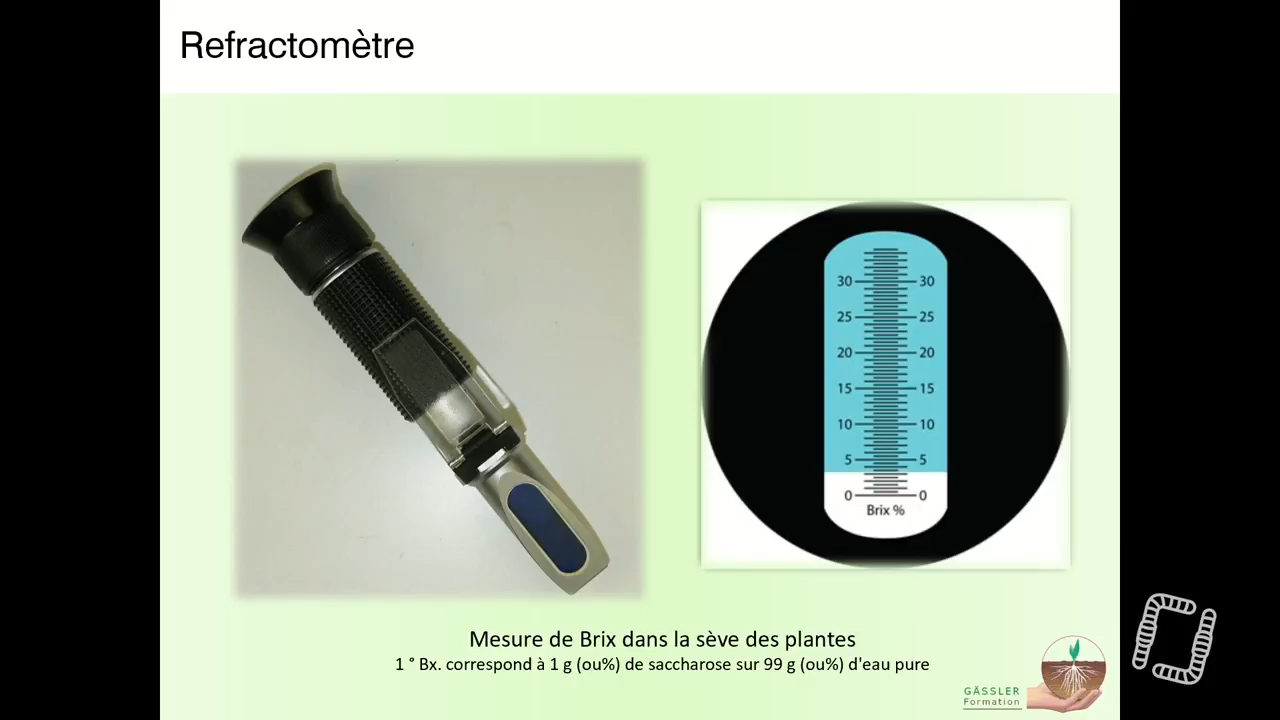 Refractomètre
30 30
25 25
20 20
15 15
10 10
5 5
0 0
Brix %
Mesure de Brix dans la sève des plantes
1 ° Bx. correspond à 1 g (ou%) de saccharose sur 99 g (ou%) d'eau pure
GÄSSLER
Formation